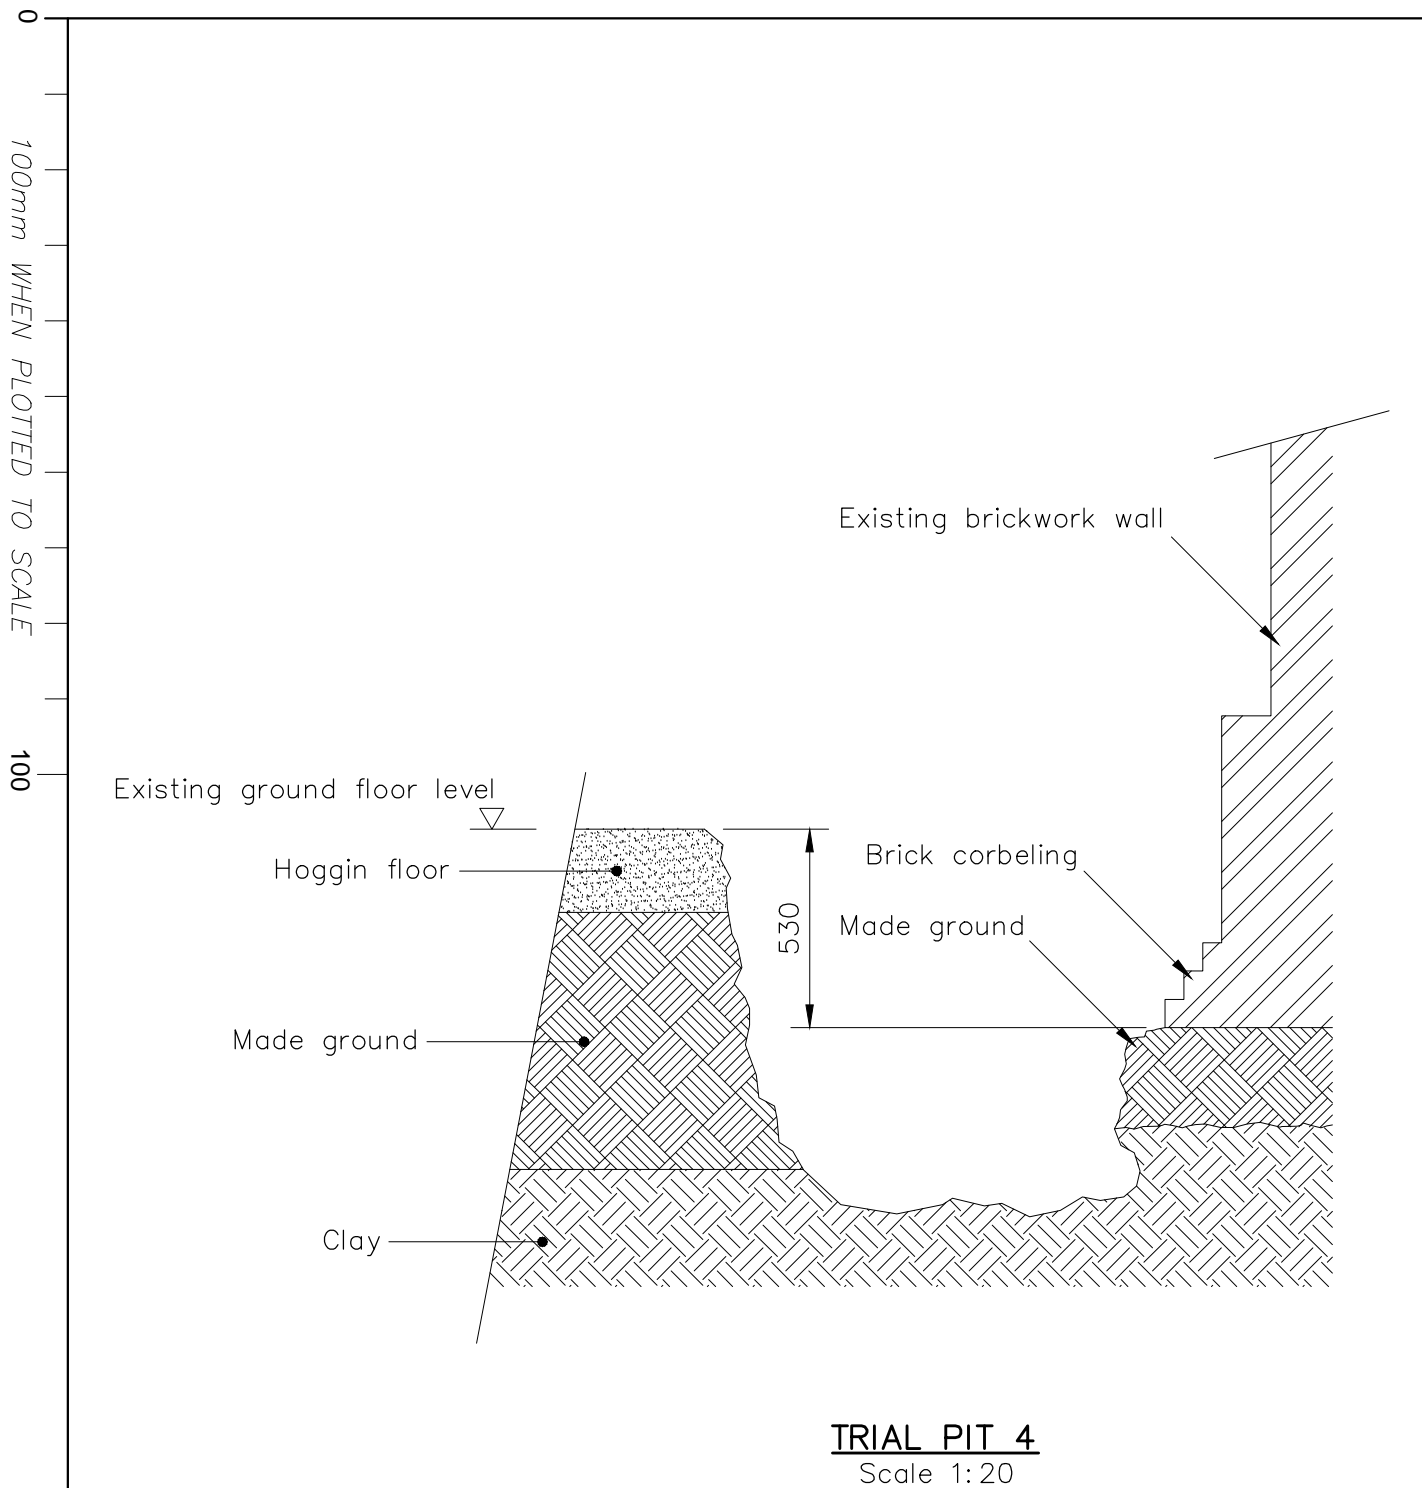 0
100mm WHEN PLOTTED TO SCALE
100
Existing brickwork wall
Existing ground floor level
Hoggin floor
Brick corbeling
530
Made ground
Made ground
Clay
TRIAL PIT 4
Scale 1:20